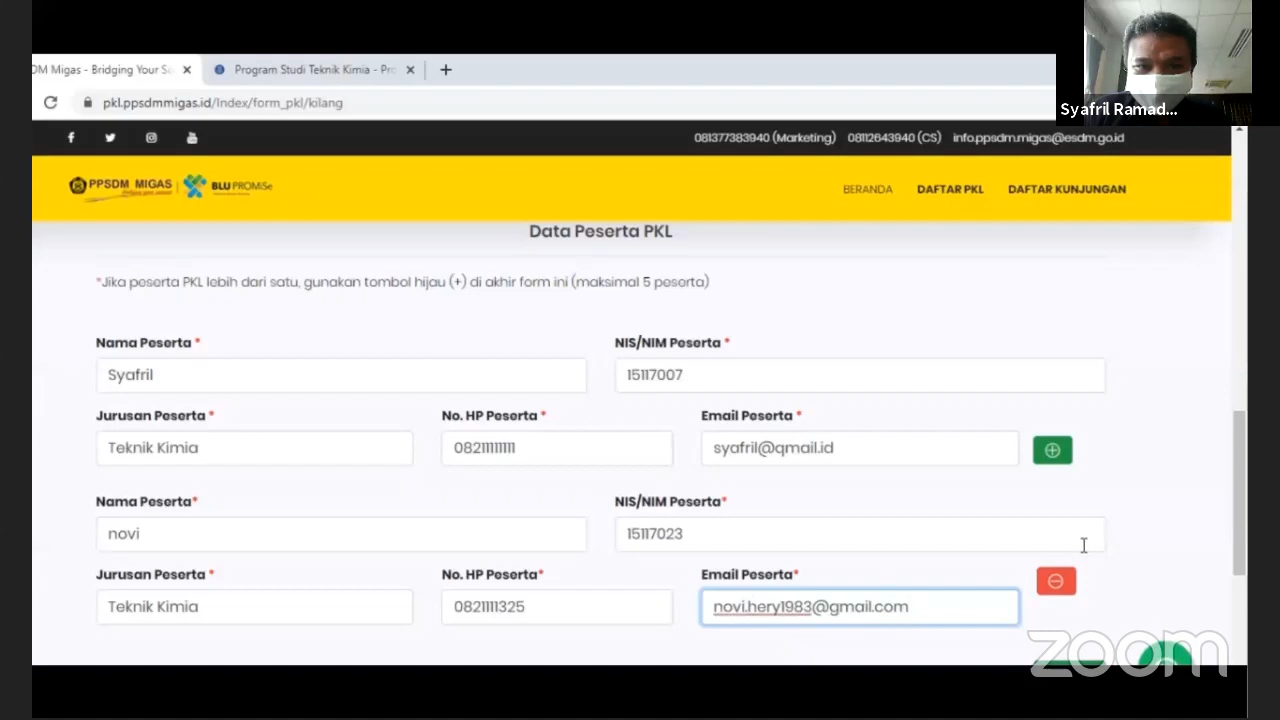 DM Migas - Bridging Your S
Program Studi Teknik Kimia - Pro
Syafril Ramad...
pkl.ppsdmmigas.id/Index/form_pkl/kilang
081377383940 (Marketing) 08112643940 (CS) info.ppsdm.migas@esdm.go.id
PPSDM MIGAS BLU PROMISe
BERANDA DAFTAR PKL DAFTAR KUNJUNGAN
Data Peserta PKL
*Jika peserta PKL lebih dari satu, gunakan tombol hijau (+) di akhir form ini (maksimal 5 peserta)
Nama Peserta * NIS/NIM Peserta *
Syafril 15117007
Jurusan Peserta * No. HP Peserta * Email Peserta *
Teknik Kimia 08211111111 syafril@qmail.id
Nama Peserta* NIS/NIM Peserta*
novi 15117023
Jurusan Peserta * No. HP Peserta* Email Peserta*
Teknik Kimia 0821111325 novi.hery1983@gmail.com
zoom